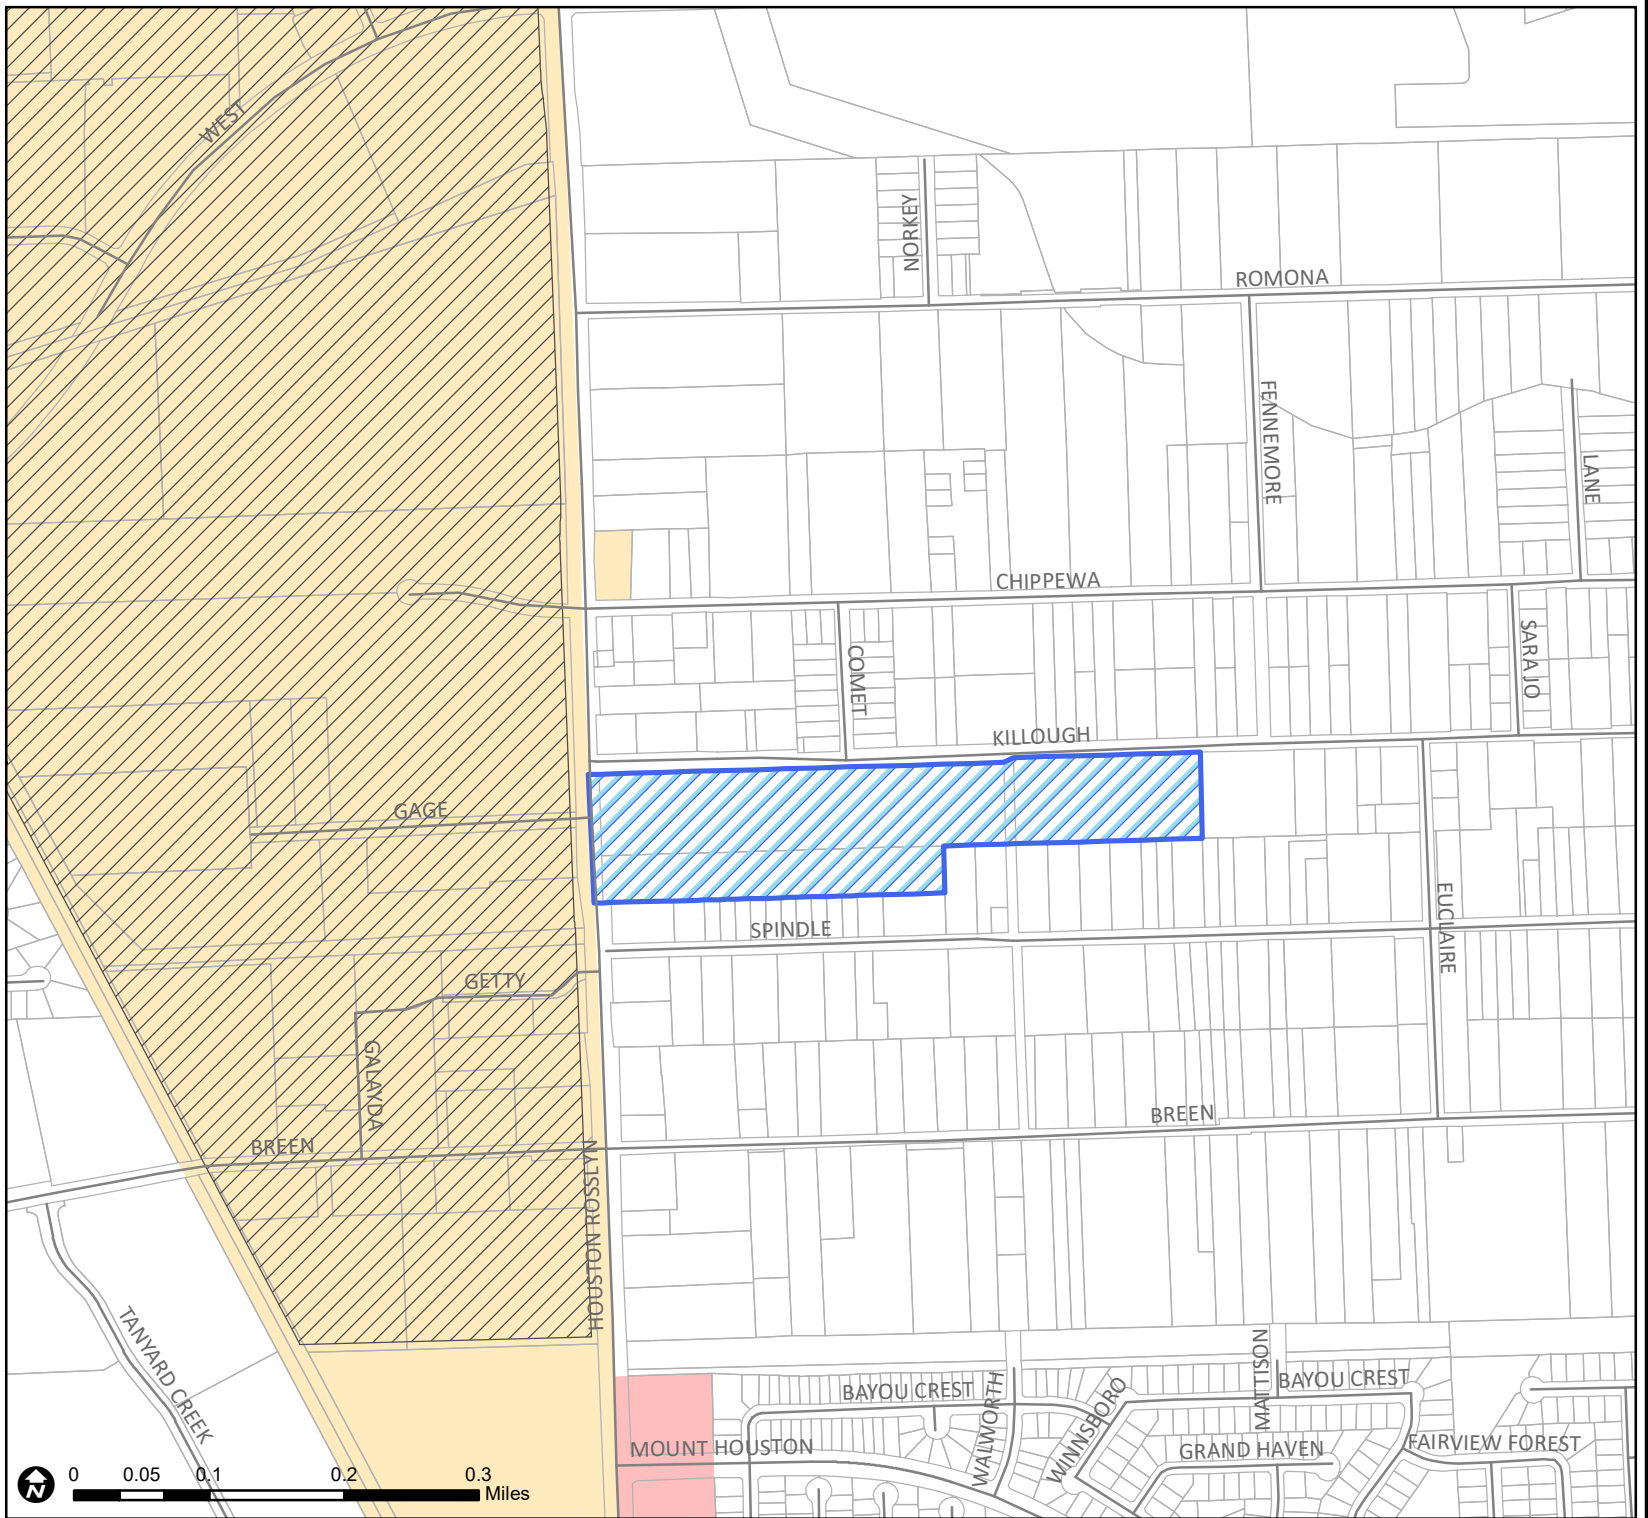 WEST
NORKEY
ROMONA
FENNEMORE
LANE
CHIPPEWA
COMET
SARA JO
KILLOUGH
GAGE
EUCLAIRE
SPINDLE
GETTY
GALAYDA
BREEN
BREEN
HOUSTON ROSSLYN
TANYARD CREEK
BAYOU CREST
WALWORTH
WINNSBORO
MATTISON
BAYOU CREST
MOUNT HOUSTON
GRAND HAVEN
FAIRVIEW FOREST
N
0 0.05 0.1 0.2 0.3
Miles